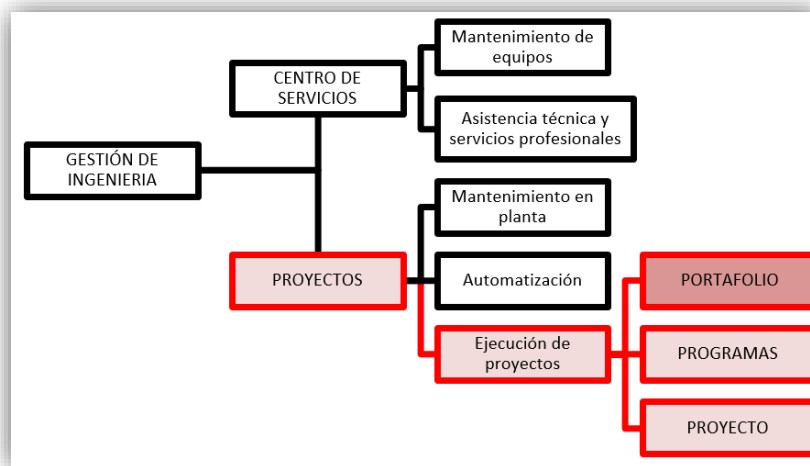 Mantenimiento de
equipos
CENTRO DE
SERVICIOS
Asistencia técnica y
servicios profesionales
GESTIÓN DE
INGENIERIA
Mantenimiento en
planta
PROYECTOS
Automatización
PORTAFOLIO
Ejecución de
proyectos
PROGRAMAS
PROYECTO